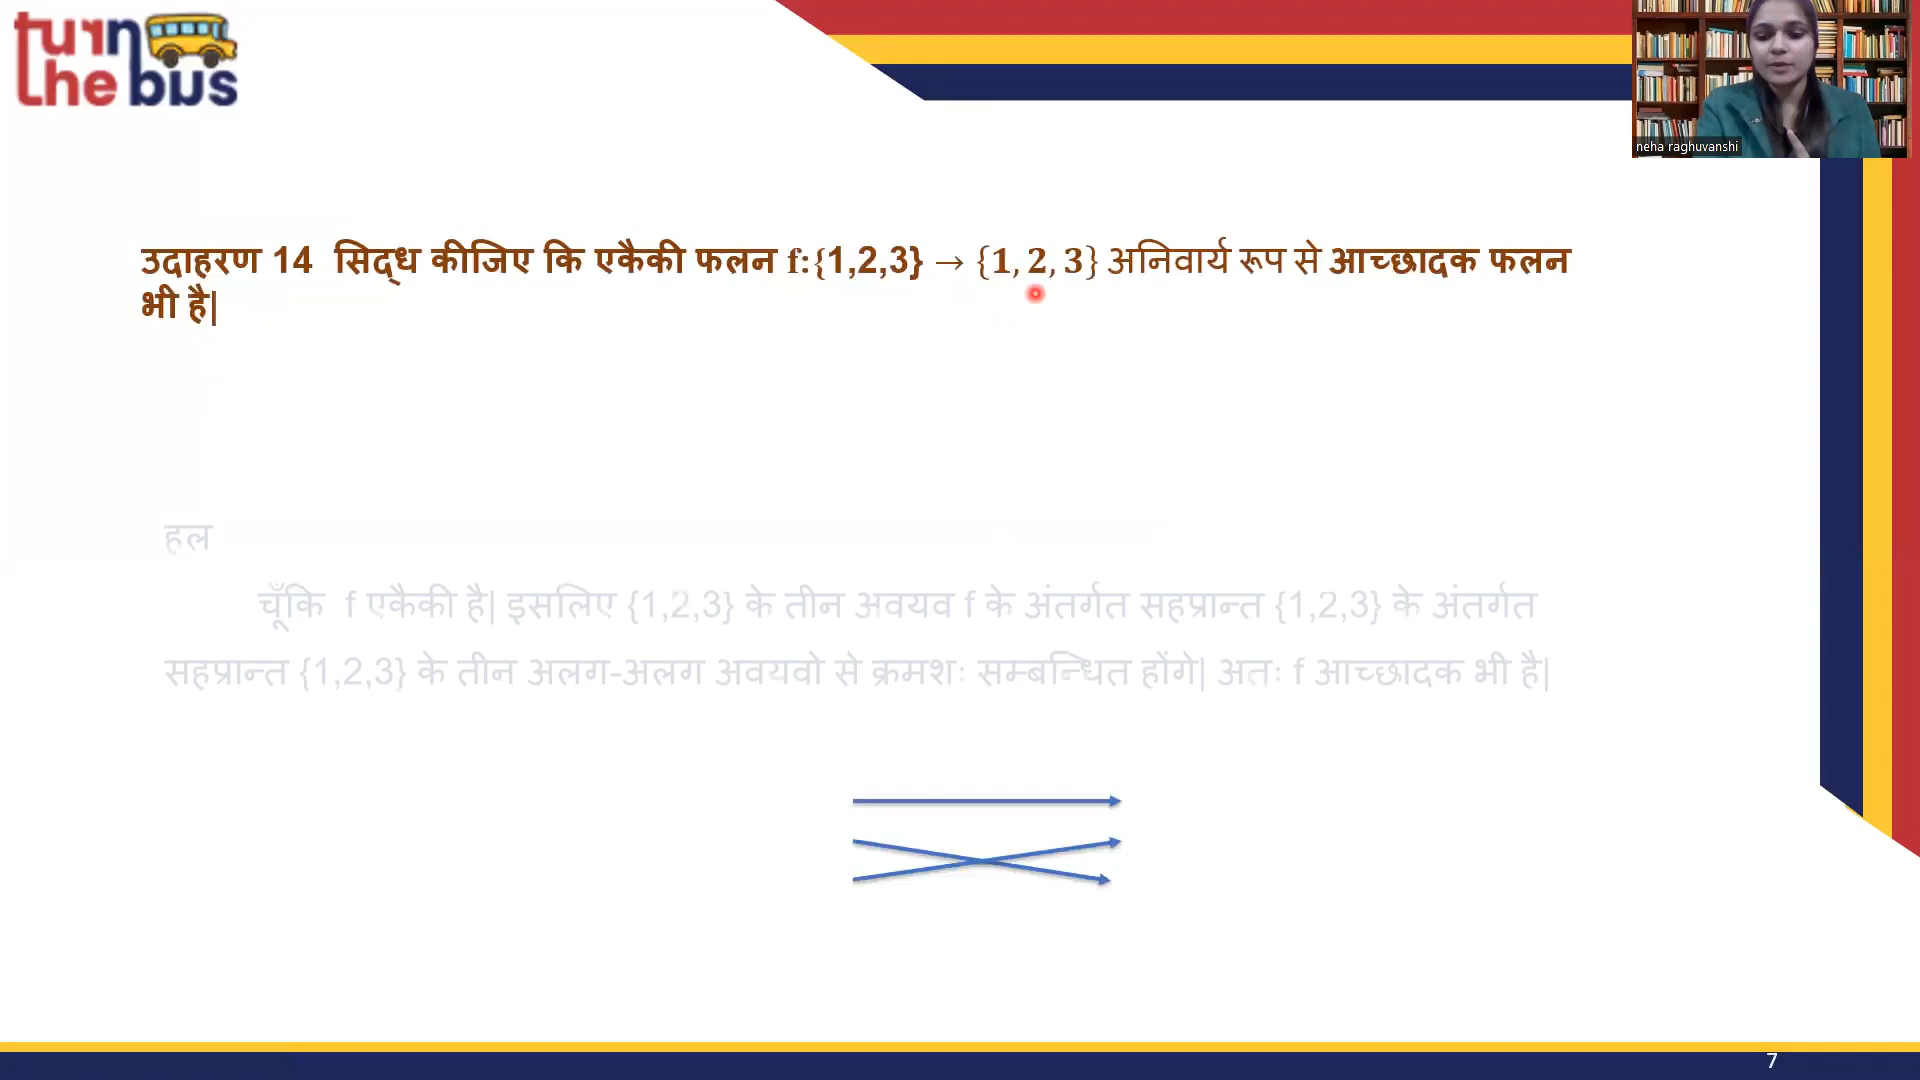 turn
the bus
neha raghuvanshi
उदाहरण 14 सिद्ध कीजिए कि एकैकी फलन f:{1,2,3} → {1, 2, 3} अनिवार्य रूप से आच्छादक फलन
भी है|
हल
चूँकि f एकैकी है| इसलिए {1,2,3} के तीन अवयव f के अंतर्गत सहप्रान्त {1,2,3} के अंतर्गत
सहप्रान्त {1,2,3} के तीन अलग-अलग अवयवो से क्रमशः सम्बन्धित होंगे| अतः f आच्छादक भी है|
7